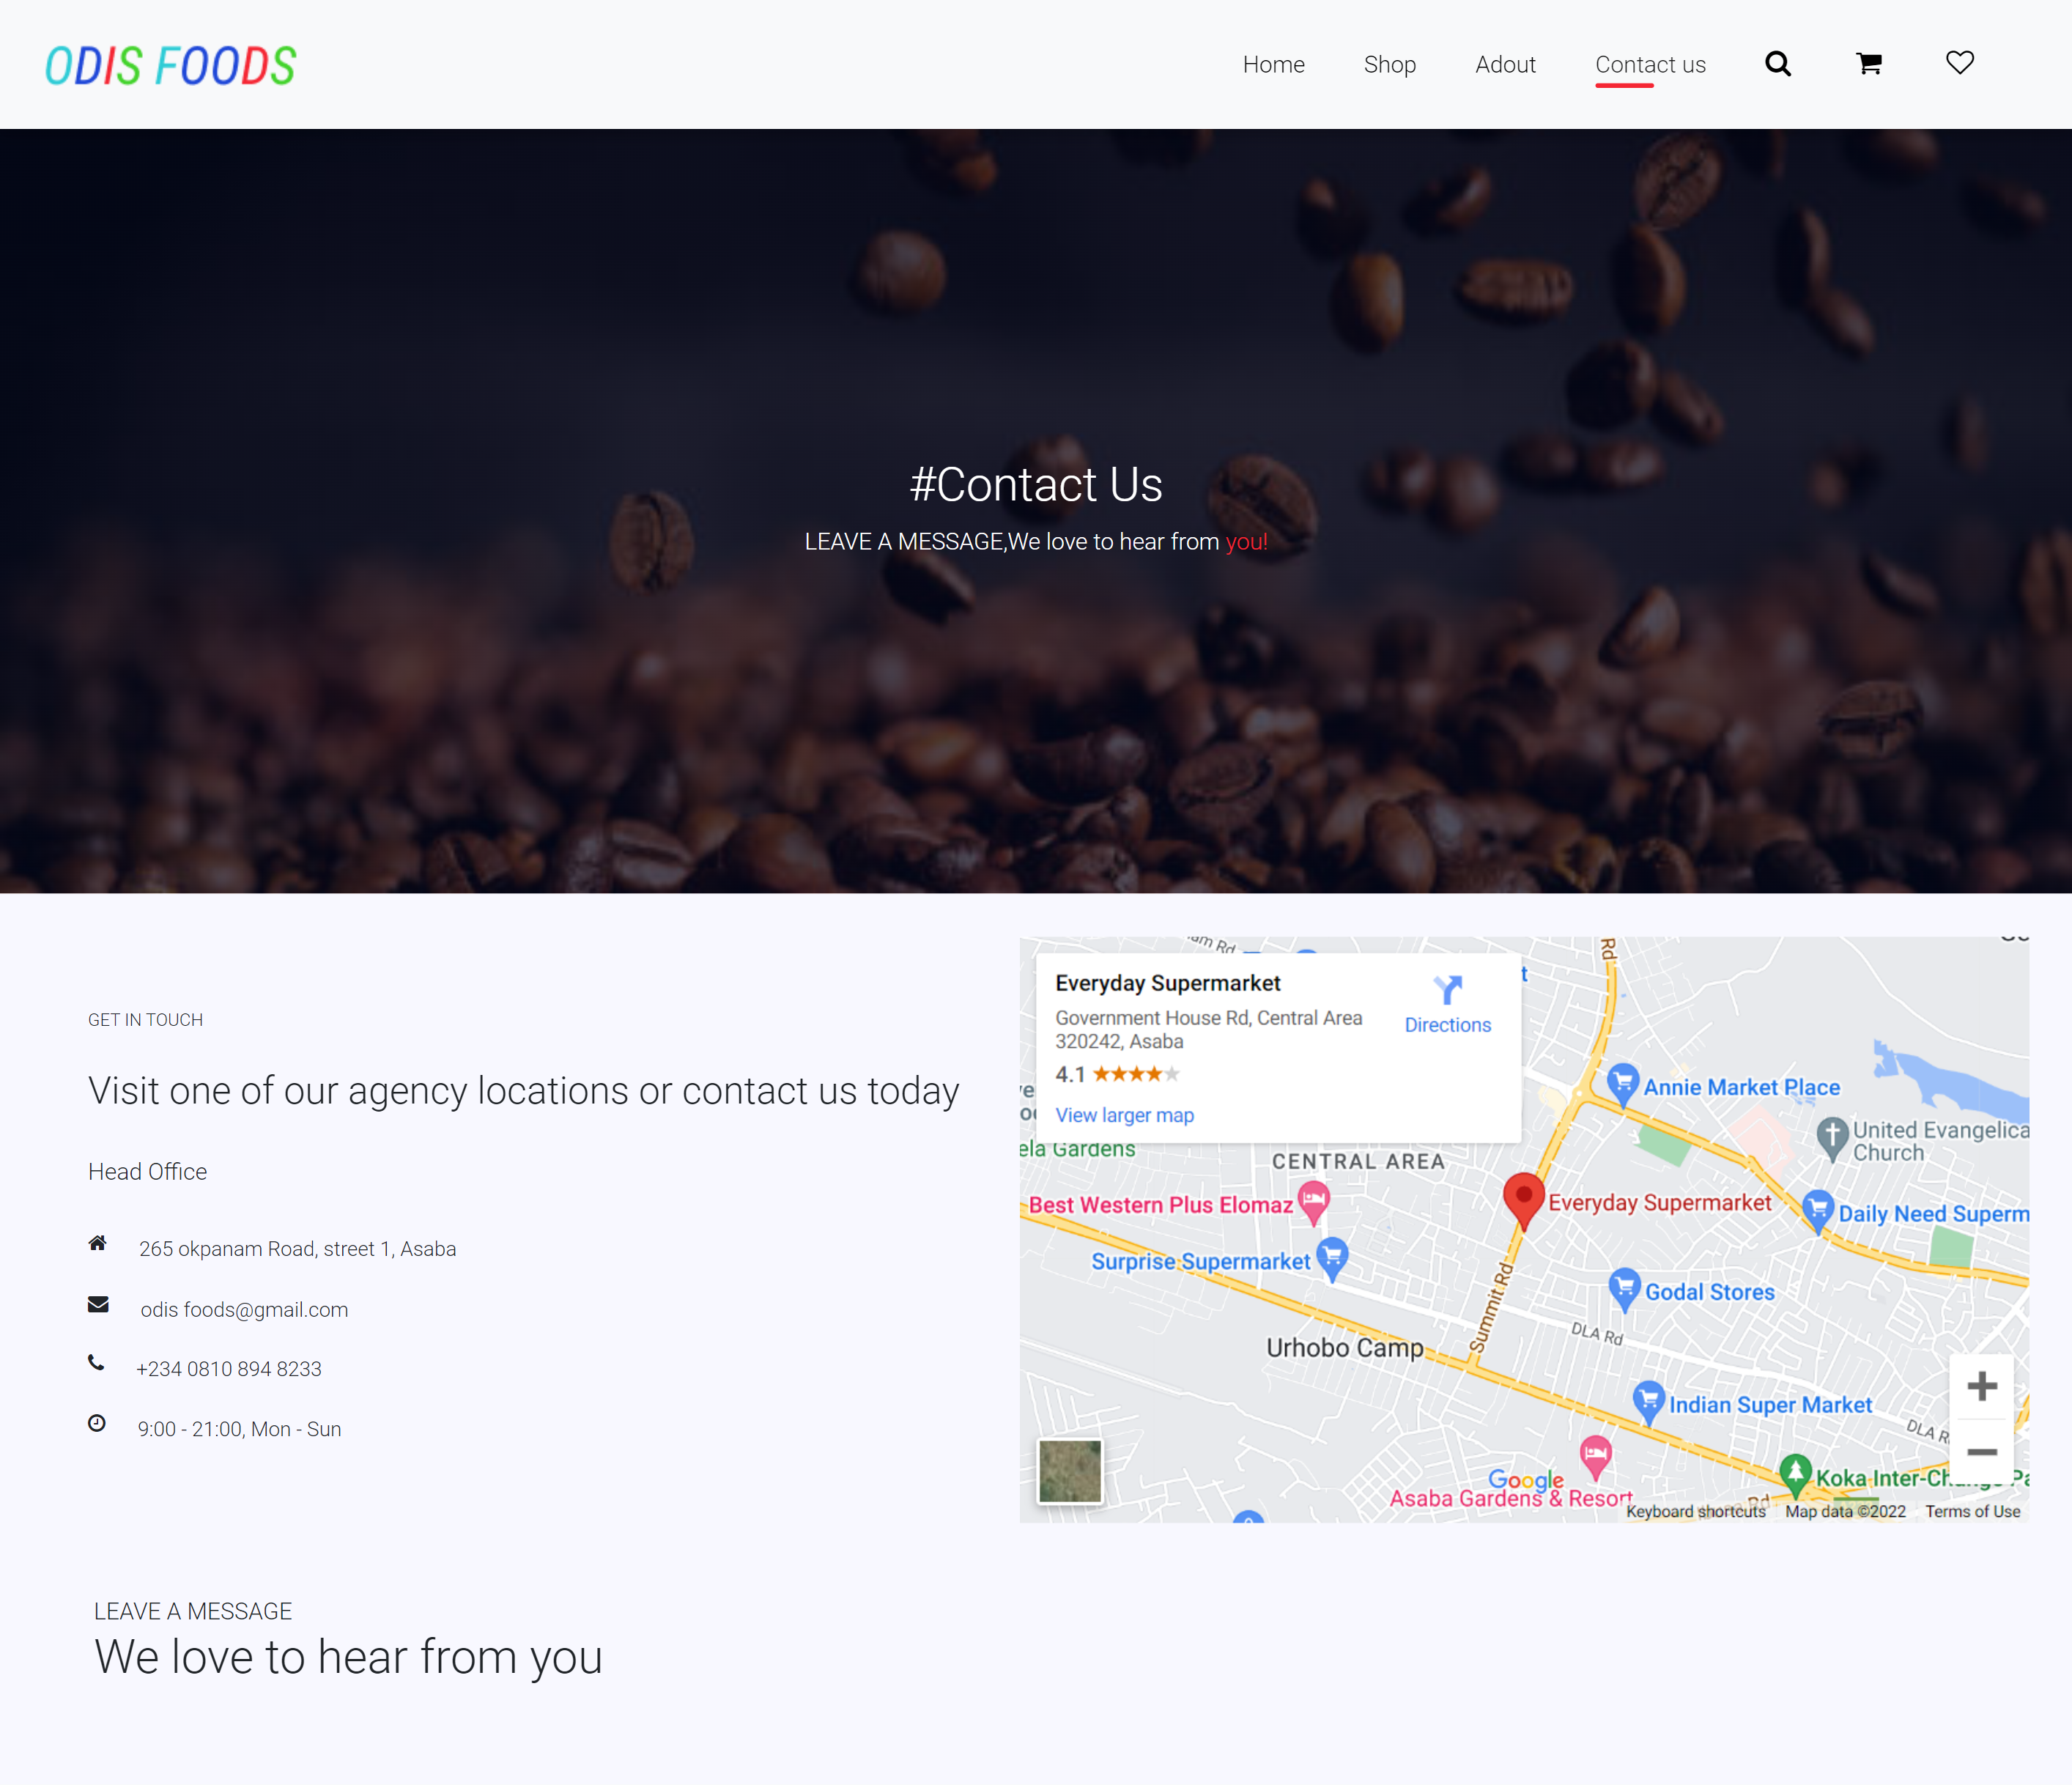 ODIS FOODS
Home Shop Adout Contact us
#Contact Us
LEAVE A MESSAGE,We love to hear from you!
GET IN TOUCH
Visit one of our agency locations or contact us today
Head Office
265 okpanam Road, street 1, Asaba
odis foods@gmail.com
+234 0810 894 8233
9:00 - 21:00, Mon - Sun
Everyday Supermarket
Government House Rd, Central Area
320242, Asaba
4.1
View larger map
Directions
Rd
Annie Market Place
United Evangelica
Church
ela Gardens
CENTRAL AREA
Best Western Plus Elomaz
Everyday Supermarket
Daily Need Superm
Surprise Supermarket
Godal Stores
Summit Rd
DLA Rd
Urhobo Camp
Indian Super Market
DLA R
Koka Inter-Change Pa
Google
Asaba Gardens & Resort
Keyboard shortcuts Map data ©2022 Terms of Use
LEAVE A MESSAGE
We love to hear from you